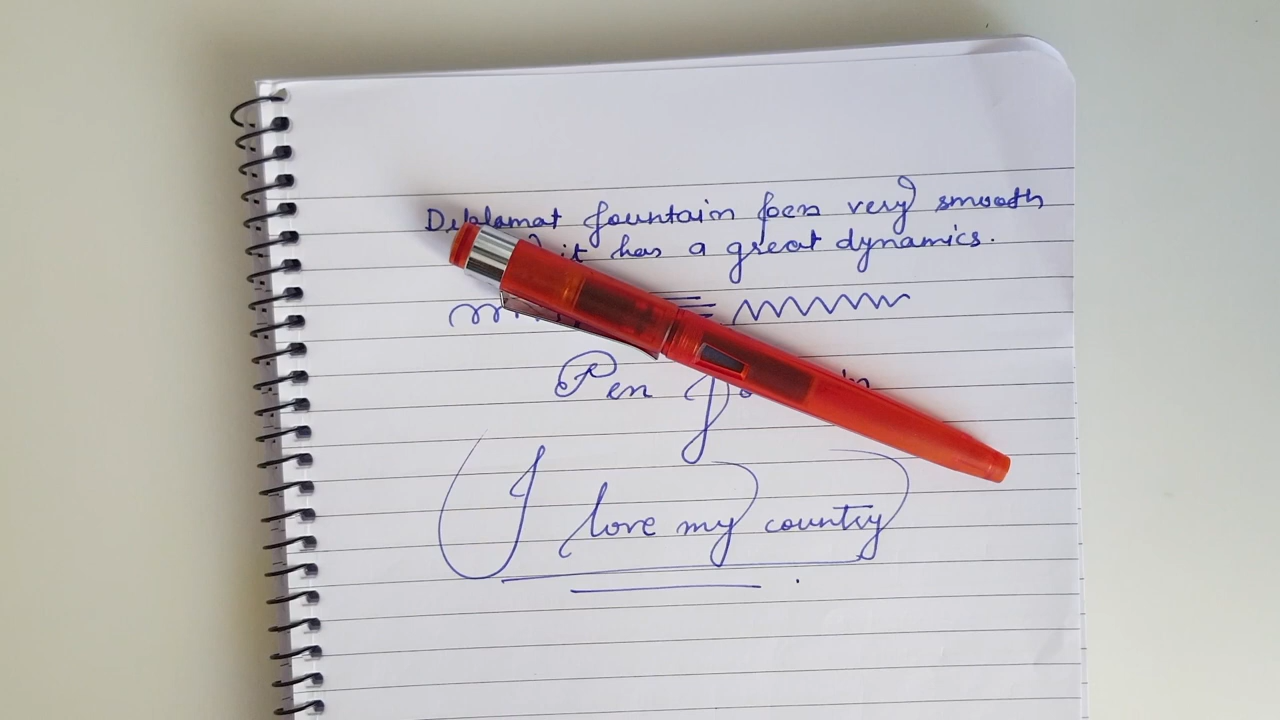 Diplomat fountain pen very smooth
it has a great dynamics.
Pen
I love my country